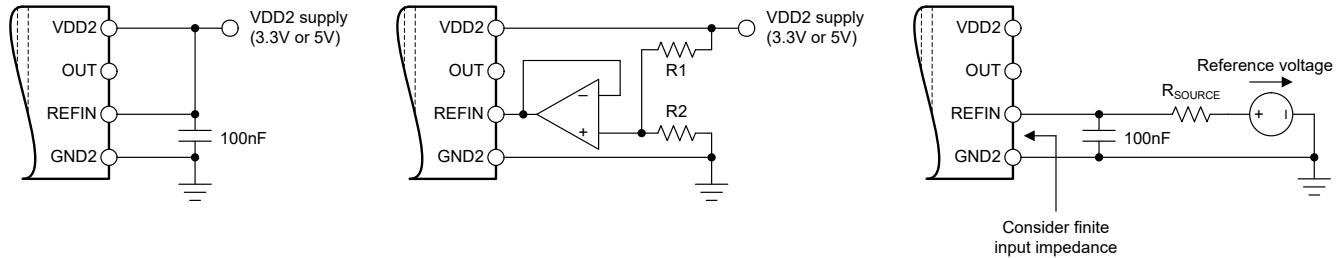 VDD2
VDD2 supply
(3.3V or 5V)
OUT
REFIN
100nF
GND2
VDD2
VDD2 supply
(3.3V or 5V)
R1
OUT
REFIN
R2
–
+
GND2
VDD2
OUT
Reference voltage
RSOURCE
REFIN
+
–
100nF
GND2
Consider finite
input impedance